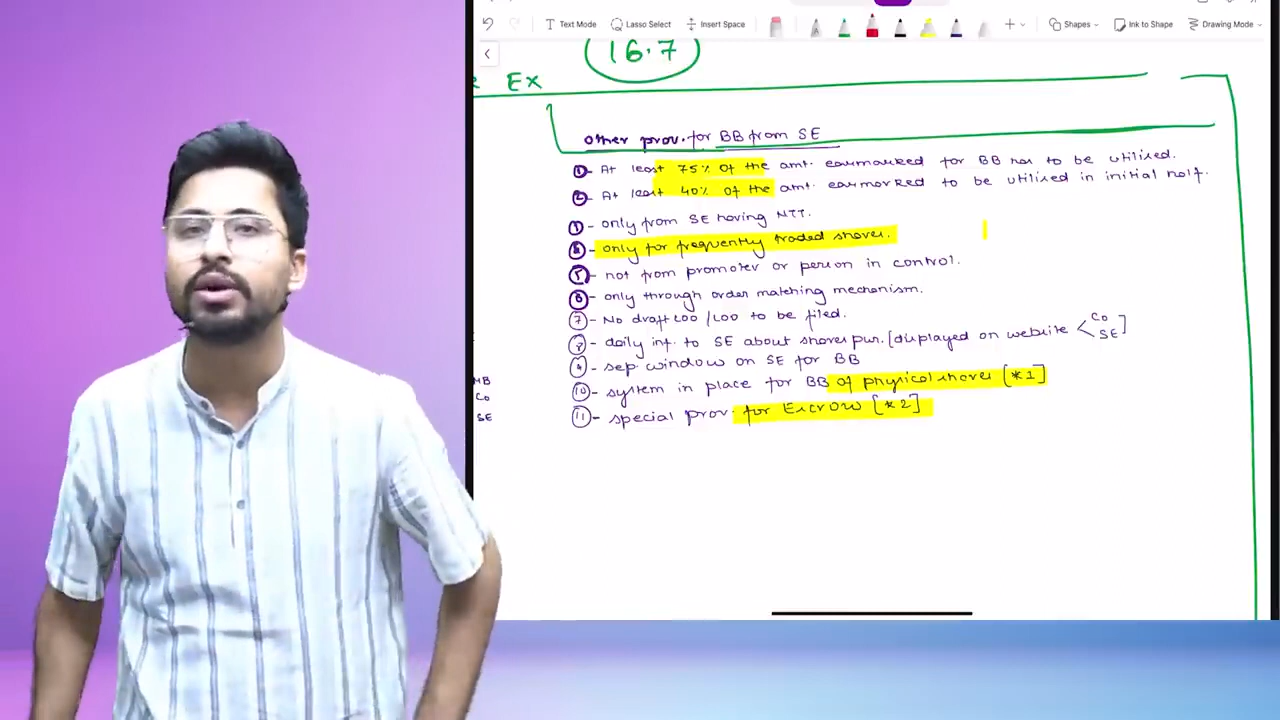 Text Mode Lasso Select Insert Space Shapes Ink to Shape Drawing Mode
16.7
Ex
other prov. for BB from SE
① - At least 75% of the amt. earmarked for BB has to be utilised.
② - At least 40% of the amt. earmarked to be utilised in initial half.
③ - only from SE having NTT.
④ - only for frequently traded shares.
⑤ - not from promoter or person in control.
⑥ - only through order matching mechanism.
⑦ - No draft LOO / LOO to be filed.
⑧ - daily inf. to SE about shares pur. [displayed on website < Co SE]
⑨ - sep window on SE for BB
⑩ - system in place for BB of physical shares [*1]
⑪ - special prov. for Escrow [*2]
MB
Co
SE